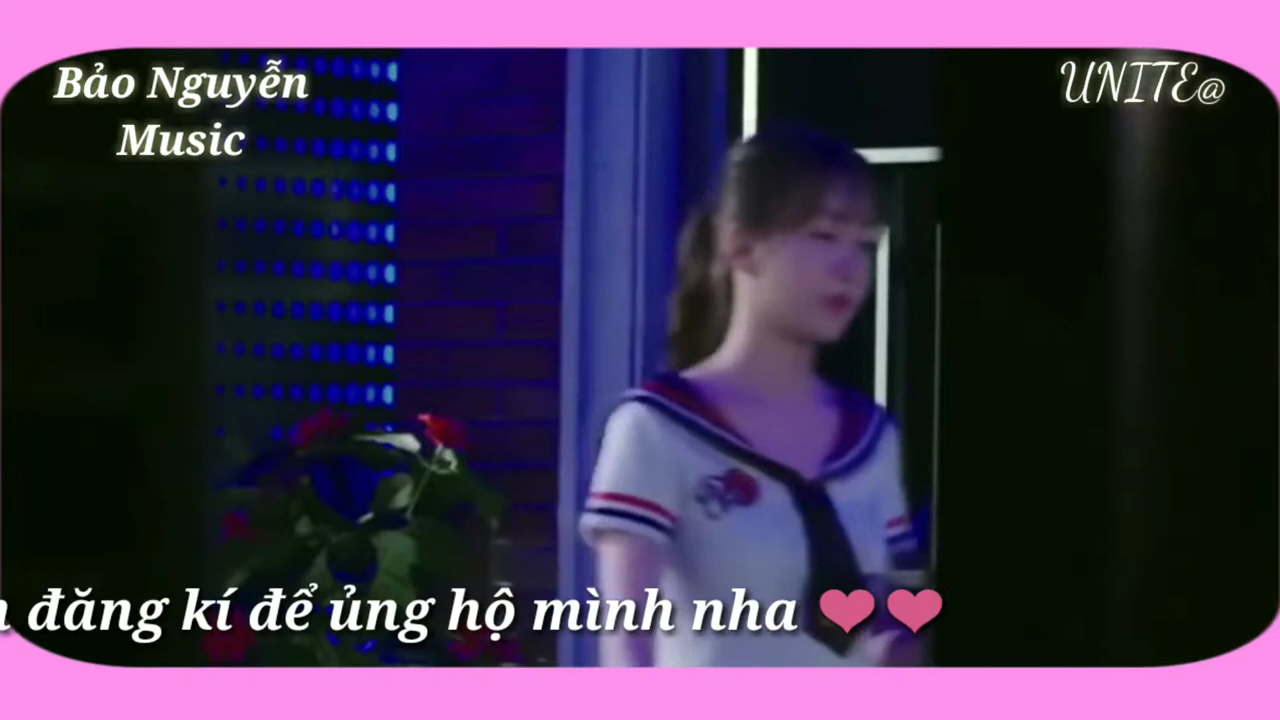 Bảo Nguyễn
Music
UNITE@
đăng kí để ủng hộ mình nha ❤❤